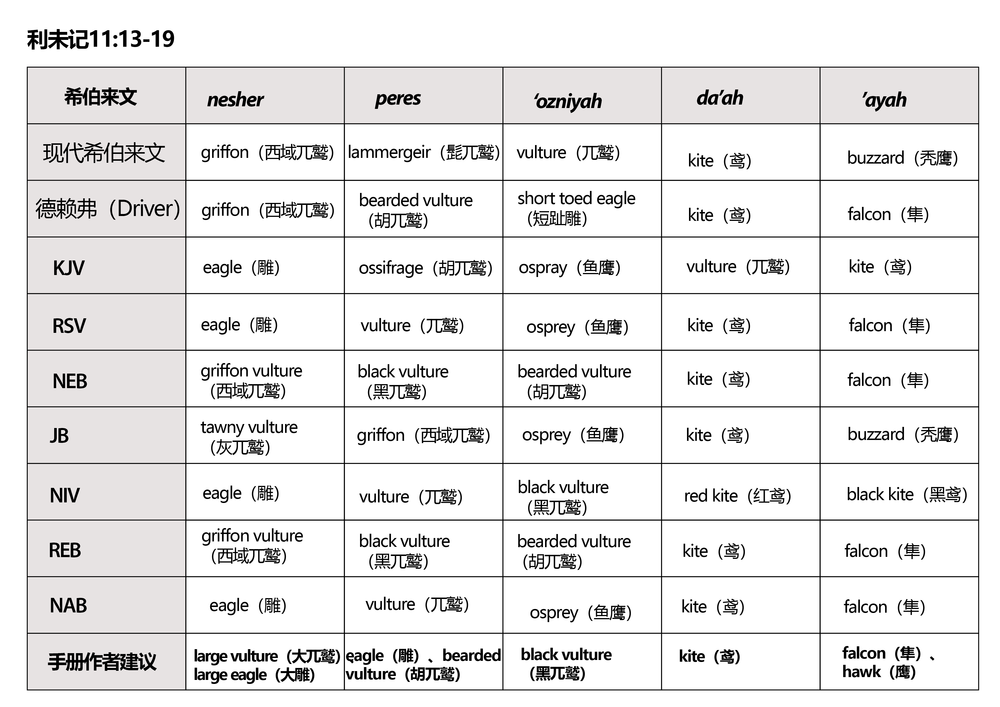 利未记11:13-19
希伯来文 nesher peres ‘ozniyah da’ah ’ayah
现代希伯来文 griffon（西域兀鹫） lammergeir（髭兀鹫） vulture（兀鹫） kite（鸢） buzzard（秃鹰）
德赖弗（Driver） griffon（西域兀鹫） bearded vulture
（胡兀鹫） short toed eagle
（短趾雕） kite（鸢） falcon（隼）
KJV eagle（雕） ossifrage（胡兀鹫） ospray（鱼鹰） vulture（兀鹫） kite（鸢）
RSV eagle（雕） vulture（兀鹫） osprey（鱼鹰） kite（鸢） falcon（隼）
NEB griffon vulture
（西域兀鹫） black vulture
（黑兀鹫） bearded vulture
（胡兀鹫） kite（鸢） falcon（隼）
JB tawny vulture
（灰兀鹫） griffon（西域兀鹫） osprey（鱼鹰） kite（鸢） buzzard（秃鹰）
NIV eagle（雕） vulture（兀鹫） black vulture
（黑兀鹫） red kite（红鸢） black kite（黑鸢）
REB griffon vulture
（西域兀鹫） black vulture
（黑兀鹫） bearded vulture
（胡兀鹫） kite（鸢） falcon（隼）
NAB eagle（雕） vulture（兀鹫） osprey（鱼鹰） kite（鸢） falcon（隼）
手册作者建议 large vulture（大兀鹫）、
large eagle（大雕） eagle（雕）、bearded
vulture（胡兀鹫） black vulture
（黑兀鹫） kite（鸢） falcon（隼）、
hawk（鹰）